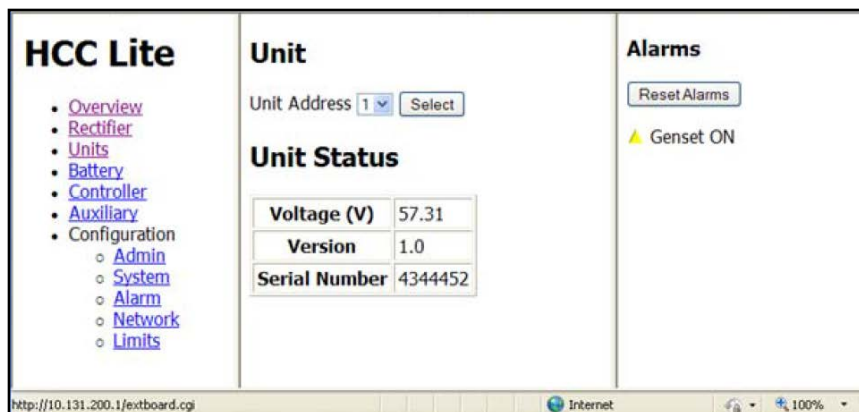 HCC Lite
Overview
Rectifier
Units
Battery
Controller
Auxiliary
Configuration
Admin
System
Alarm
Network
Limits
Unit
Unit Address 1 Select
Unit Status
Voltage (V) 57.31
Version 1.0
Serial Number 4344452
Alarms
Reset Alarms
Genset ON
http://10.131.200.1/extboard.cgi Internet 100%